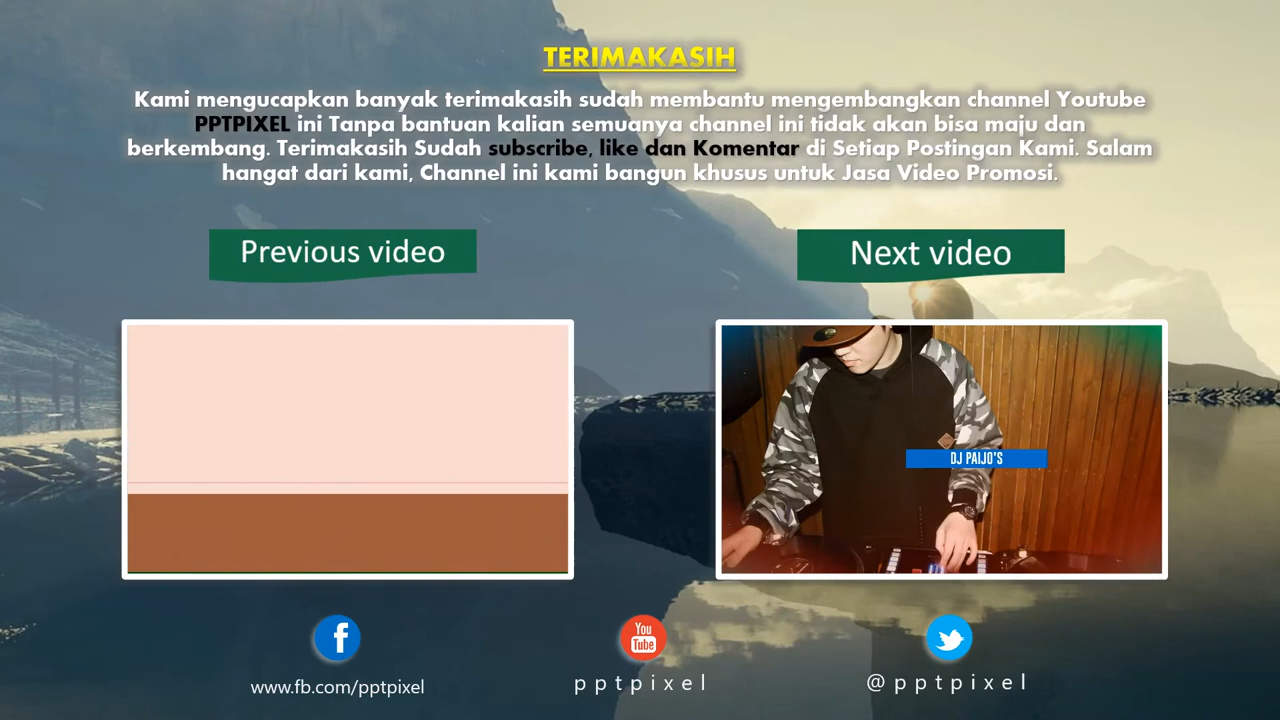 TERIMAKASIH
Kami mengucapkan banyak terimakasih sudah membantu mengembangkan channel Youtube
PPTPIXEL ini Tanpa bantuan kalian semuanya channel ini tidak akan bisa maju dan
berkembang. Terimakasih Sudah subscribe, like dan Komentar di Setiap Postingan Kami. Salam
hangat dari kami, Channel ini kami bangun khusus untuk Jasa Video Promosi.
Previous video
Next video
DJ PAIJO'S
f
You
Tube
www.fb.com/pptpixel
pptpixel
@pptpixel